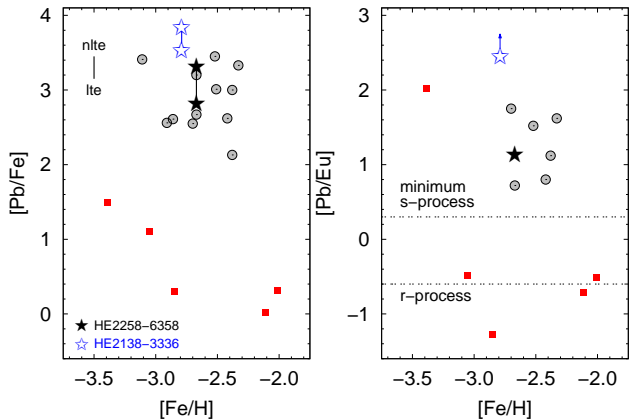 nlte
lte
[Pb/Fe]
4
3
2
1
0
HE2258−6358
HE2138−3336
−3.5 −3.0 −2.5 −2.0
[Fe/H]
[Pb/Eu]
3
2
1
0
−1
minimum
s−process
r−process
−3.5 −3.0 −2.5 −2.0
[Fe/H]